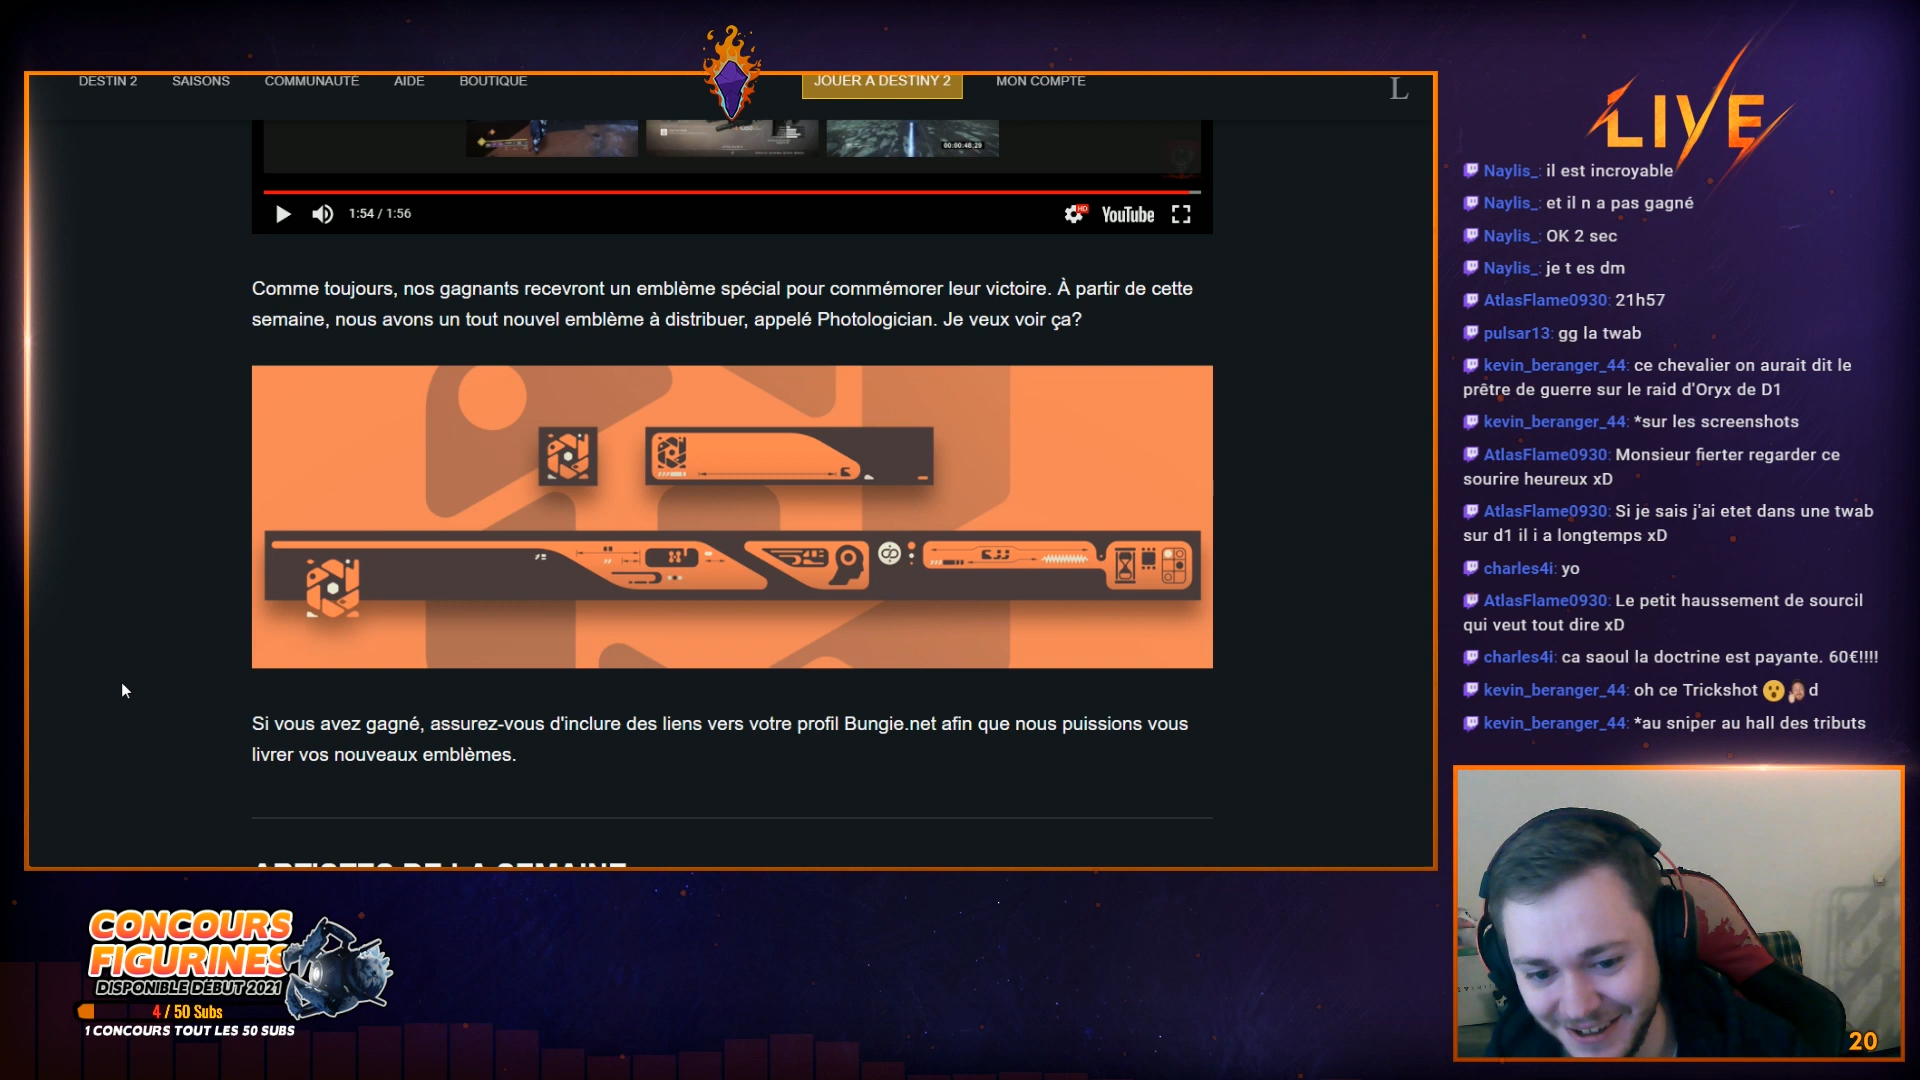 DESTIN 2
SAISONS
COMMUNAUTÉ
AIDE
BOUTIQUE
JOUER À DESTINY 2
MON COMPTE
L
00:00:48:29
1:54 / 1:56
HD
YouTube
Comme toujours, nos gagnants recevront un emblème spécial pour commémorer leur victoire. À partir de cette
semaine, nous avons un tout nouvel emblème à distribuer, appelé Photologician. Je veux voir ça?
Si vous avez gagné, assurez-vous d'inclure des liens vers votre profil Bungie.net afin que nous puissions vous
livrer vos nouveaux emblèmes.
ARTISTES DE LA SEMAINE
LIVE
Naylis_: il est incroyable
Naylis_: et il n a pas gagné
Naylis_: OK 2 sec
Naylis_: je t es dm
AtlasFlame0930: 21h57
pulsar13: gg la twab
kevin_beranger_44: ce chevalier on aurait dit le
prêtre de guerre sur le raid d'Oryx de D1
kevin_beranger_44: *sur les screenshots
AtlasFlame0930: Monsieur fierter regarder ce
sourire heureux xD
AtlasFlame0930: Si je sais j'ai etet dans une twab
sur d1 il i a longtemps xD
charles4i: yo
AtlasFlame0930: Le petit haussement de sourcil
qui veut tout dire xD
charles4i: ca saoul la doctrine est payante. 60€!!!!
kevin_beranger_44: oh ce Trickshot 😮 d
kevin_beranger_44: *au sniper au hall des tributs
CONCOURS
FIGURINES
DISPONIBLE DÉBUT 2021
4 / 50 Subs
1 CONCOURS TOUT LES 50 SUBS
20